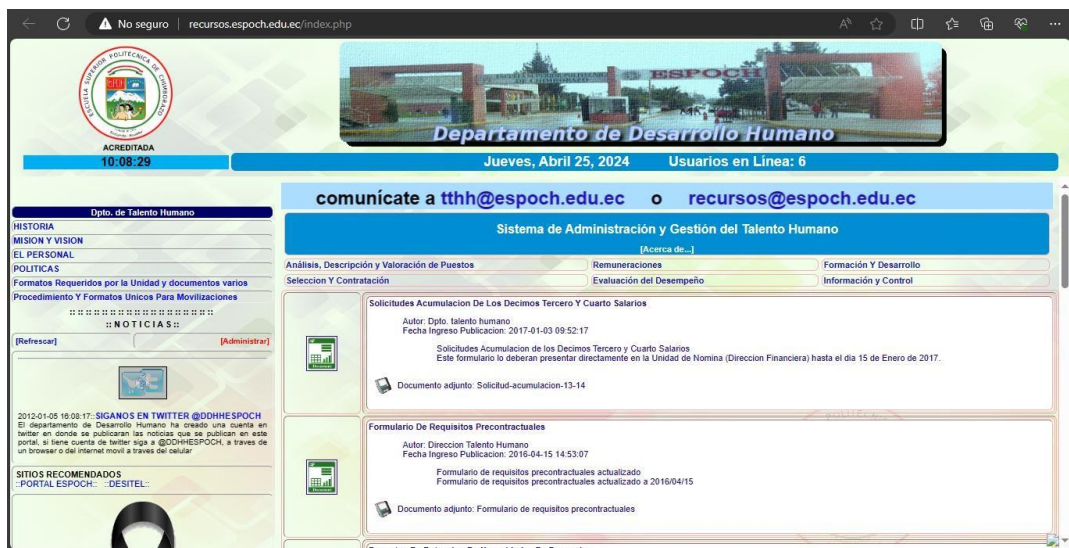 No seguro
recursos.espoch.edu.ec/index.php
ESCUELA SUPERIOR POLITECNICA DE CHIMBORAZO
ACREDITADA
ESPOCH
Departamento de Desarrollo Humano
10:08:29
Jueves, Abril 25, 2024 Usuarios en Línea: 6
comunícate a tthh@espoch.edu.ec o recursos@espoch.edu.ec
Dpto. de Talento Humano
HISTORIA
MISION Y VISION
EL PERSONAL
POLITICAS
Formatos Requeridos por la Unidad y documentos varios
Procedimiento Y Formatos Unicos Para Movilizaciones
:: N O T I C I A S ::
[Refrescar] [Administrar]
2012-01-05 16:08:17:: SIGANOS EN TWITTER @DDHHESPOCH
El departamento de Desarrollo Humano ha creado una cuenta en
twitter en donde se publicaran las noticias que se publican en este
portal, si tiene cuenta de twitter siga a @DDHHESPOCH, a traves de
un browser o del internet movil a traves del celular
SITIOS RECOMENDADOS
::PORTAL ESPOCH:: ::DESITEL::
Sistema de Administración y Gestión del Talento Humano
[Acerca de...]
Análisis, Descripción y Valoración de Puestos Remuneraciones Formación Y Desarrollo
Seleccion Y Contratación Evaluación del Desempeño Información y Control
Solicitudes Acumulacion De Los Decimos Tercero Y Cuarto Salarios
Autor: Dpto. talento humano
Fecha Ingreso Publicacion: 2017-01-03 09:52:17
Solicitudes Acumulacion de los Decimos Tercero y Cuarto Salarios
Este formulario lo deberan presentar directamente en la Unidad de Nomina (Direccion Financiera) hasta el dia 15 de Enero de 2017.
Documento adjunto: Solicitud-acumulacion-13-14
Formulario De Requisitos Precontractuales
Autor: Direccion Talento Humano
Fecha Ingreso Publicacion: 2016-04-15 14:53:07
Formulario de requisitos precontractuales actualizado
Formulario de requisitos precontractuales actualizado a 2016/04/15
Documento adjunto: Formulario de requisitos precontractuales